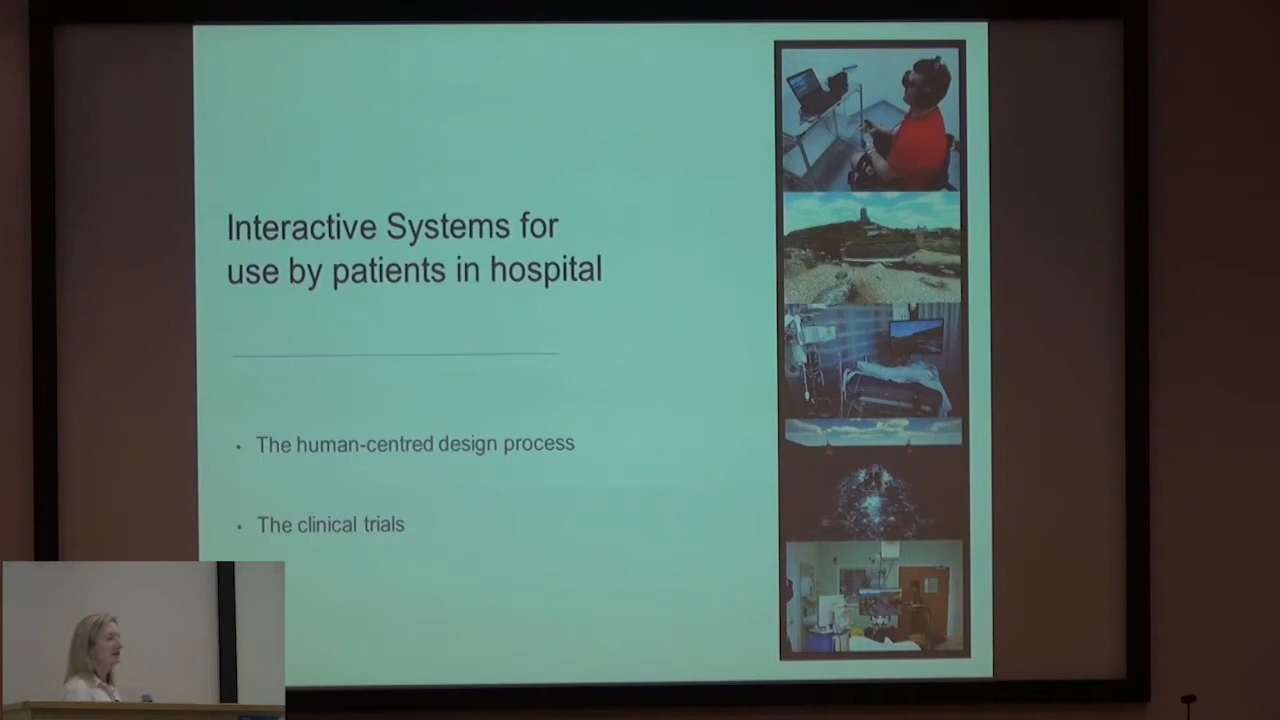 Interactive Systems for
use by patients in hospital
• The human-centred design process
• The clinical trials